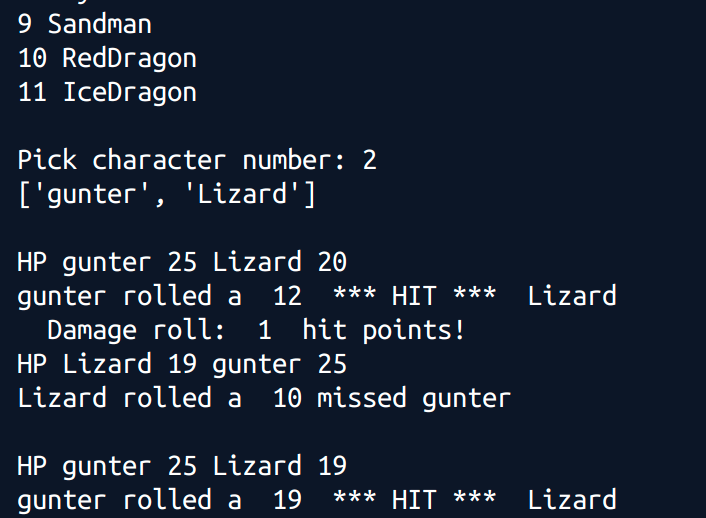 9 Sandman
10 RedDragon
11 IceDragon
Pick character number: 2
['gunter', 'Lizard']
HP gunter 25 Lizard 20
gunter rolled a  12  *** HIT ***  Lizard
  Damage roll:  1  hit points!
HP Lizard 19 gunter 25
Lizard rolled a  10 missed gunter
HP gunter 25 Lizard 19
gunter rolled a  19  *** HIT ***  Lizard